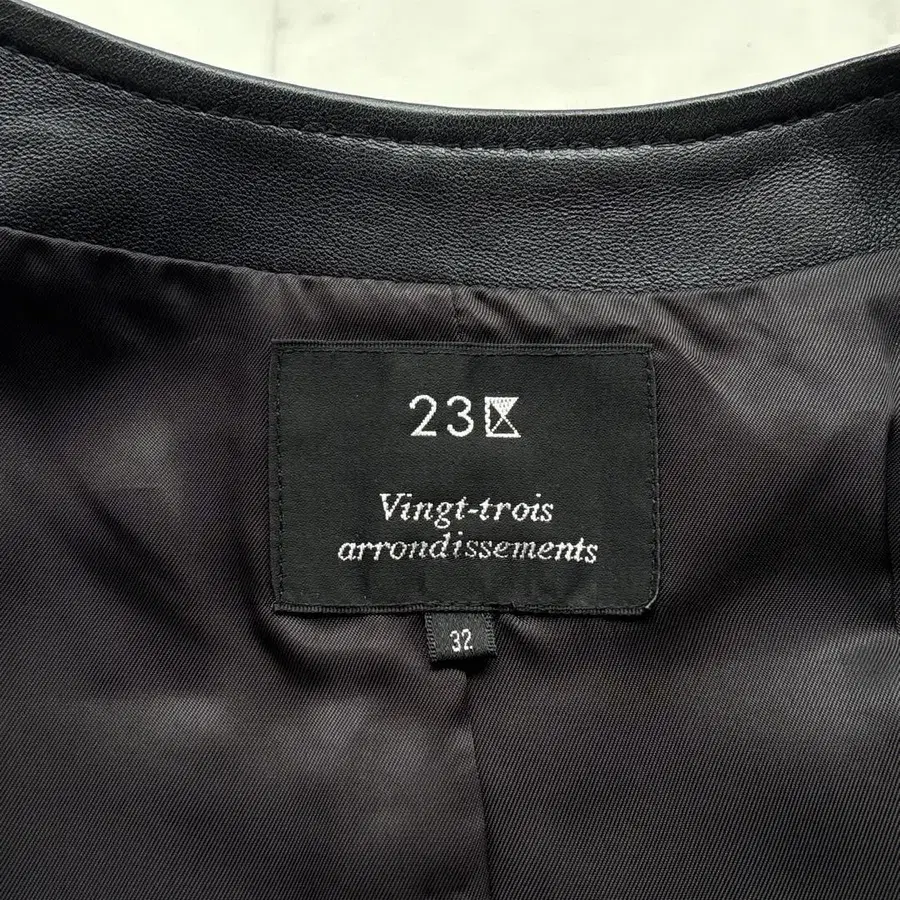 23区
Vingt-trois
arrondissements
32